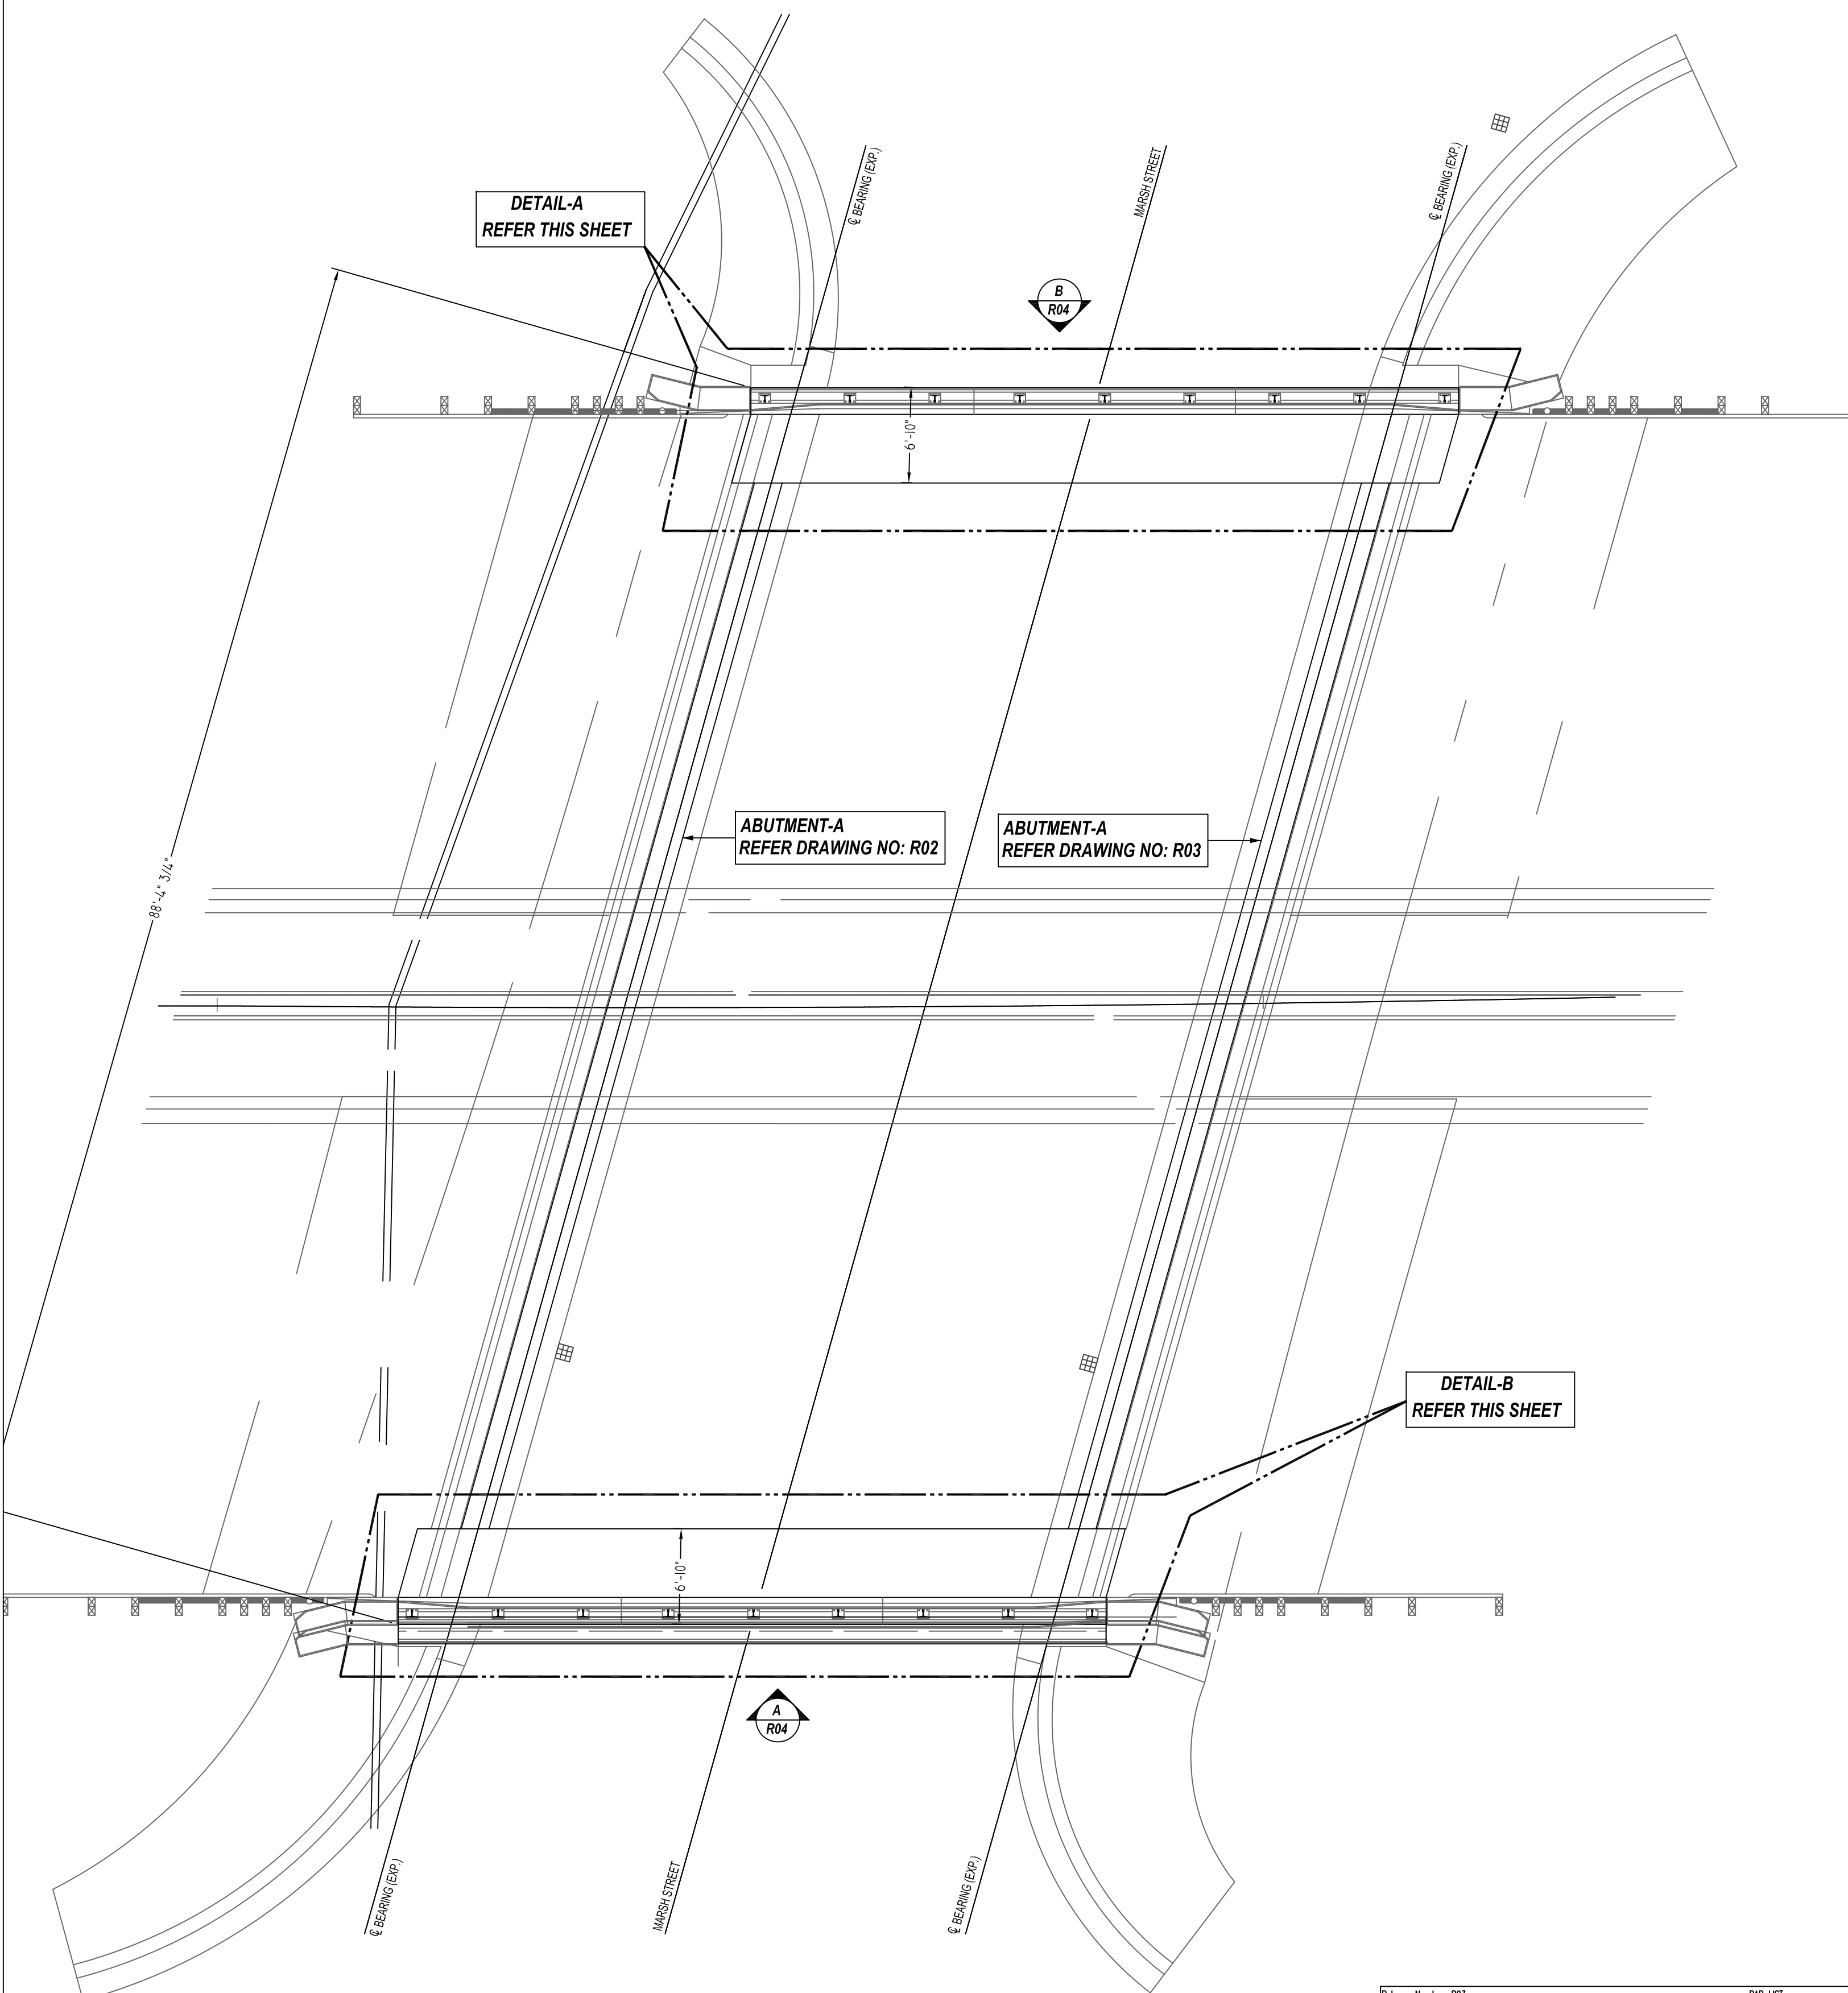 ℄ BEARING (EXP.)
MARSH STREET
℄ BEARING (EXP.)
DETAIL-A
REFER THIS SHEET
B
R04
6'-10"
ABUTMENT-A
REFER DRAWING NO: R02
ABUTMENT-A
REFER DRAWING NO: R03
88'-4" 3/4"
DETAIL-B
REFER THIS SHEET
6'-10"
A
R04
℄ BEARING (EXP.)
MARSH STREET
℄ BEARING (EXP.)